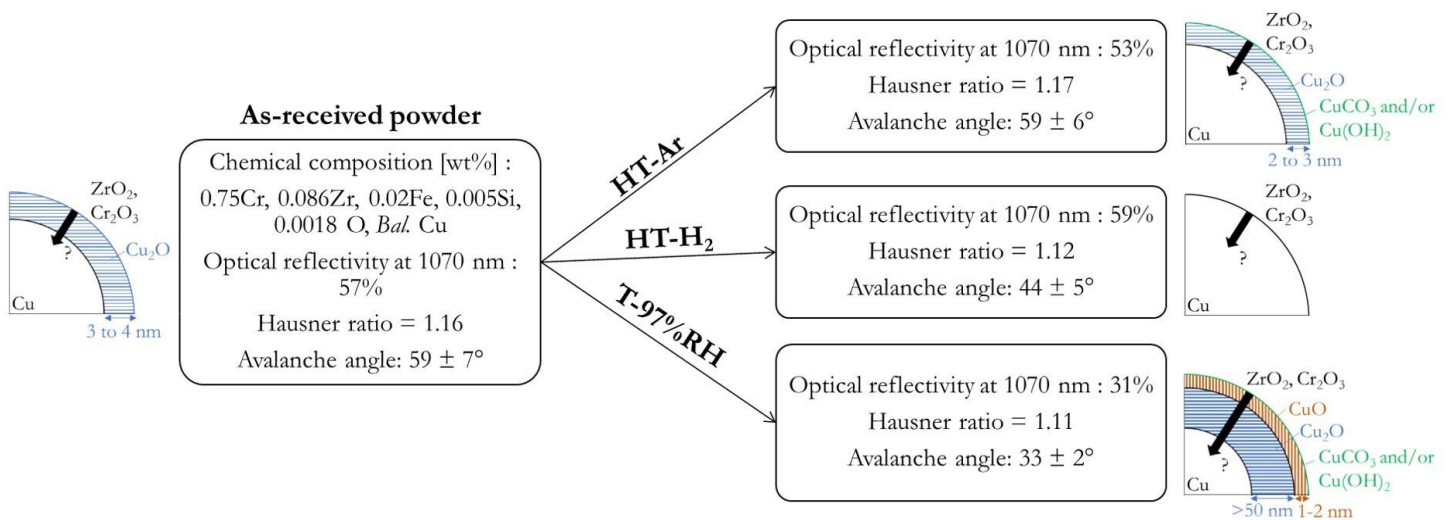 As-received powder
Chemical composition [wt%] :
0.75Cr, 0.086Zr, 0.02Fe, 0.005Si,
0.0018 O, Bal. Cu
Optical reflectivity at 1070 nm :
57%
Hausner ratio = 1.16
Avalanche angle: 59 ± 7°
ZrO₂,
Cr₂O₃
Cu₂O
?
Cu
3 to 4 nm
HT-Ar
Optical reflectivity at 1070 nm : 53%
Hausner ratio = 1.17
Avalanche angle: 59 ± 6°
ZrO₂,
Cr₂O₃
Cu₂O
?
CuCO₃ and/or
Cu(OH)₂
Cu
2 to 3 nm
HT-H₂
Optical reflectivity at 1070 nm : 59%
Hausner ratio = 1.12
Avalanche angle: 44 ± 5°
ZrO₂,
Cr₂O₃
?
Cu
T-97%RH
Optical reflectivity at 1070 nm : 31%
Hausner ratio = 1.11
Avalanche angle: 33 ± 2°
ZrO₂, Cr₂O₃
CuO
Cu₂O
CuCO₃ and/or
Cu(OH)₂
?
Cu
>50 nm
1-2 nm